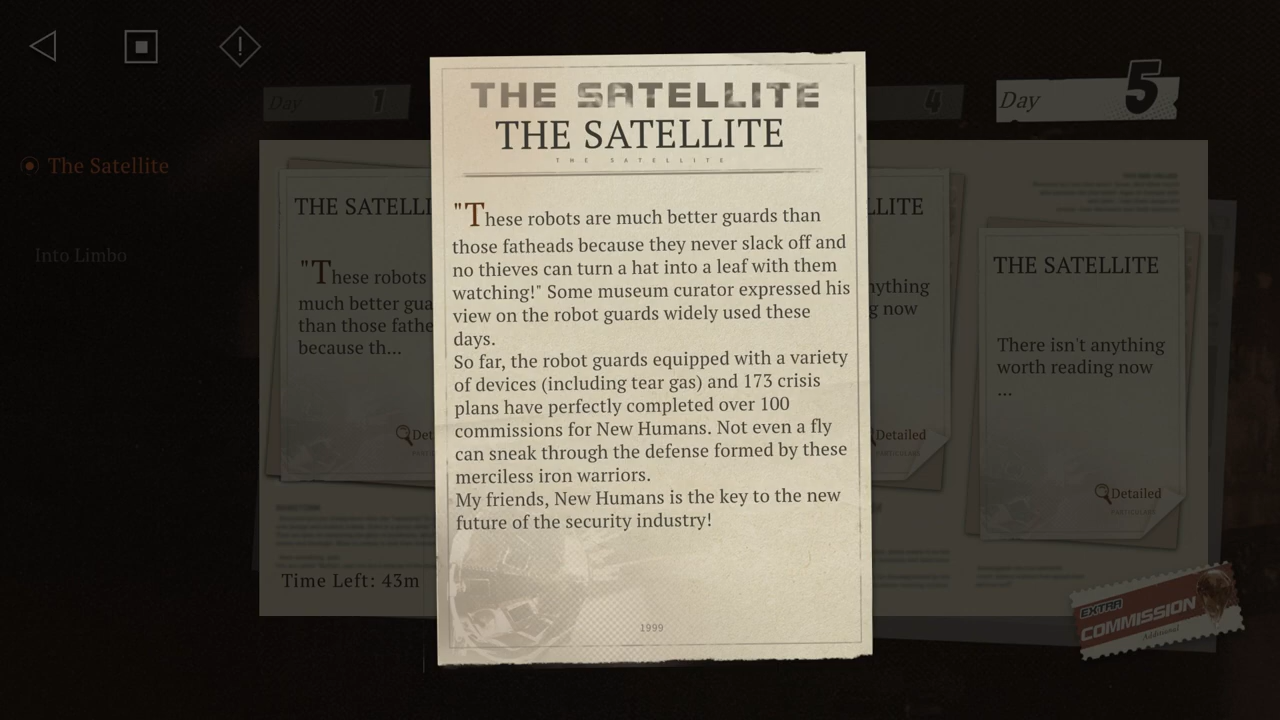 Day 1
4
Day 5
The Satellite
Into Limbo
THE SATELLITE
THE SATELLITE
THE SATELLITE
"These robots are much better guards than
those fatheads because they never slack off and
no thieves can turn a hat into a leaf with them
watching!" Some museum curator expressed his
view on the robot guards widely used these
days.
So far, the robot guards equipped with a variety
of devices (including tear gas) and 173 crisis
plans have perfectly completed over 100
commissions for New Humans. Not even a fly
can sneak through the defense formed by these
merciless iron warriors.
My friends, New Humans is the key to the new
future of the security industry!
1999
THE SATELLI
"These robots
much better gua
than those fathe
because th...
Det
Time Left: 43m
LLITE
nything
g now
Detailed
THE SATELLITE
There isn't anything
worth reading now
...
Detailed
EXTRA
COMMISSION
Additional